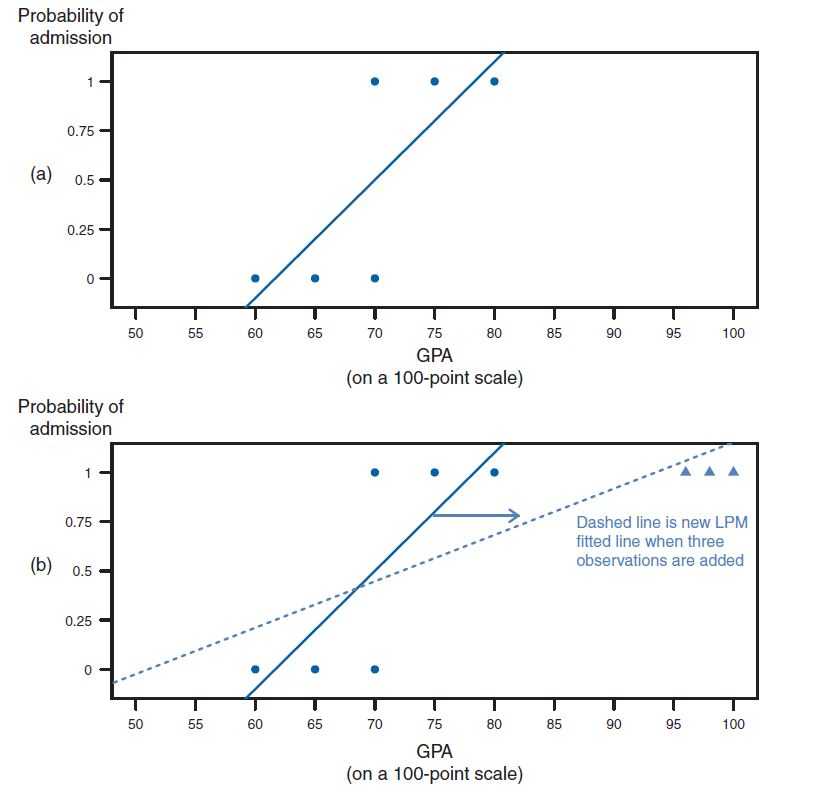 Probability of
admission
1
0.75
(a)
0.5
0.25
0
50 55 60 65 70 75 80 85 90 95 100
GPA
(on a 100-point scale)
Probability of
admission
1
0.75
Dashed line is new LPM
fitted line when three
observations are added
(b)
0.5
0.25
0
50 55 60 65 70 75 80 85 90 95 100
GPA
(on a 100-point scale)